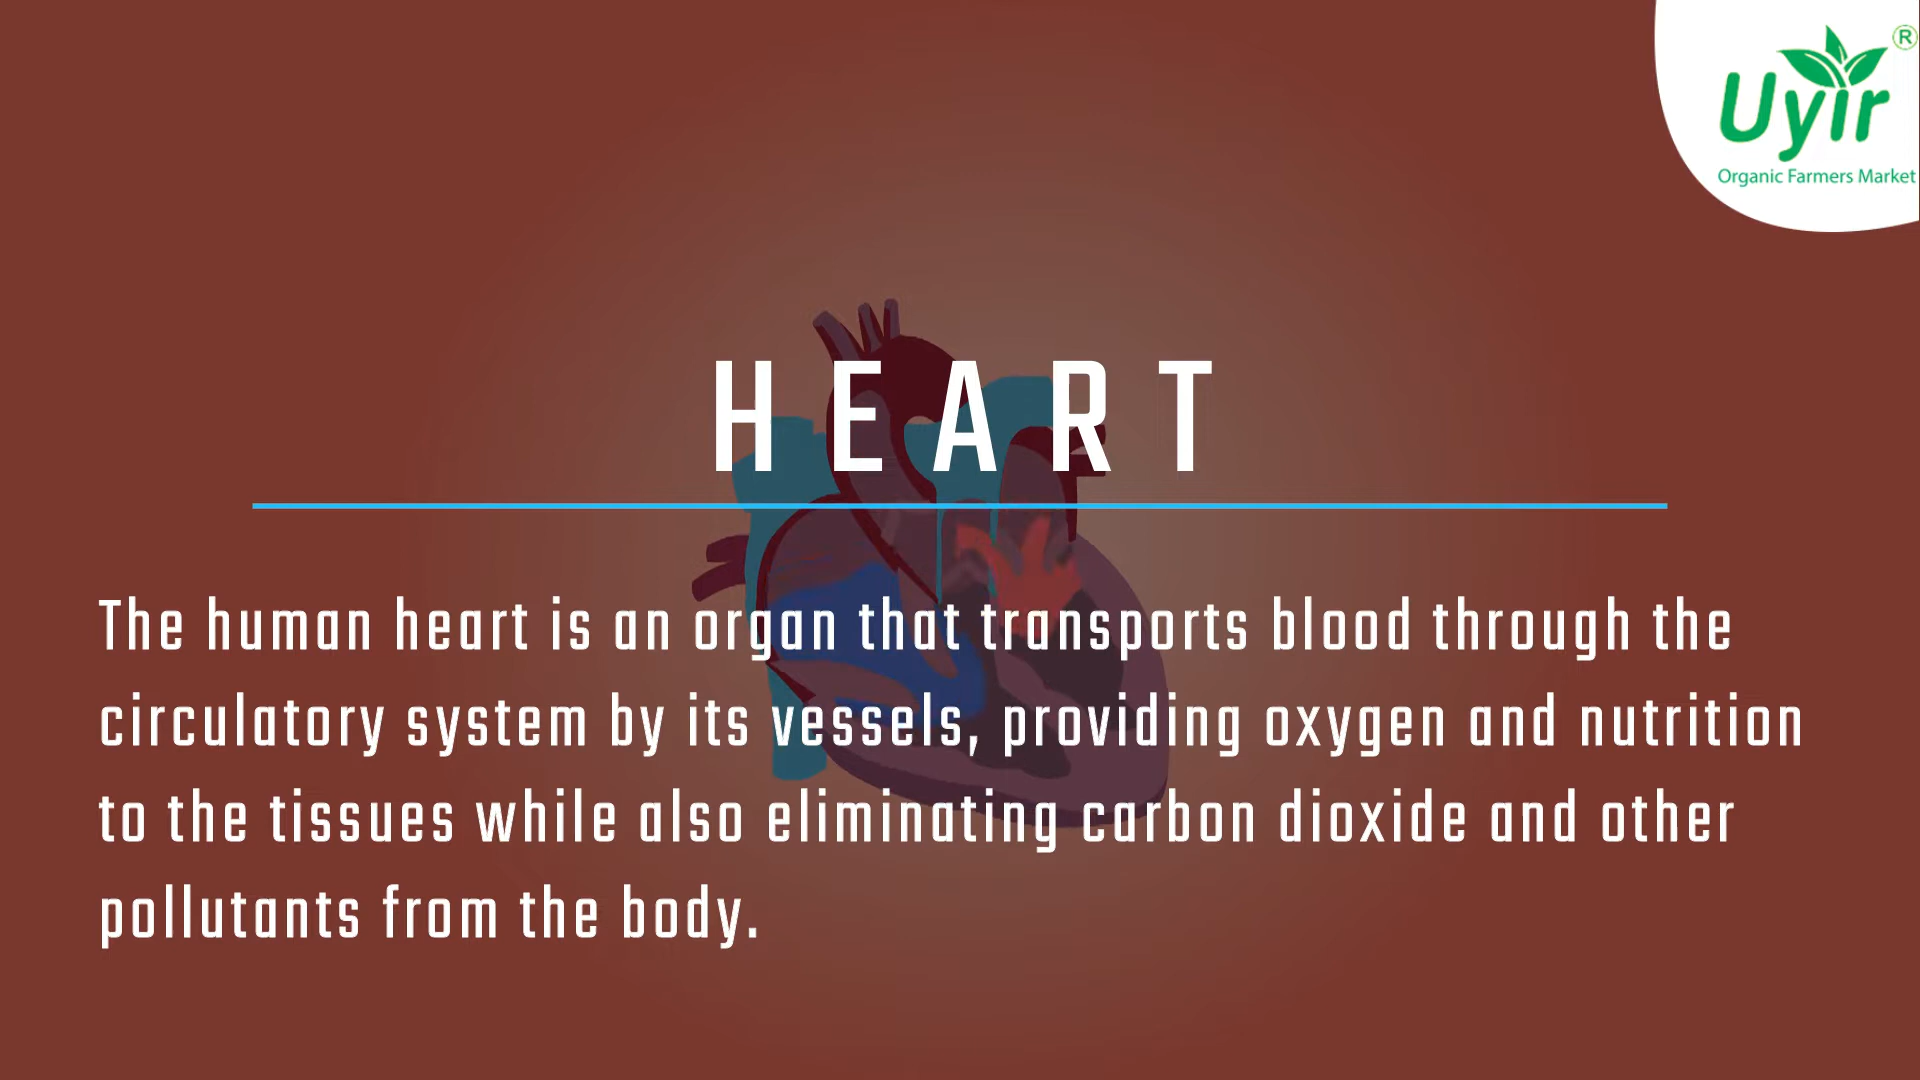 Uyir ®
Organic Farmers Market
HEART
The human heart is an organ that transports blood through the
circulatory system by its vessels, providing oxygen and nutrition
to the tissues while also eliminating carbon dioxide and other
pollutants from the body.